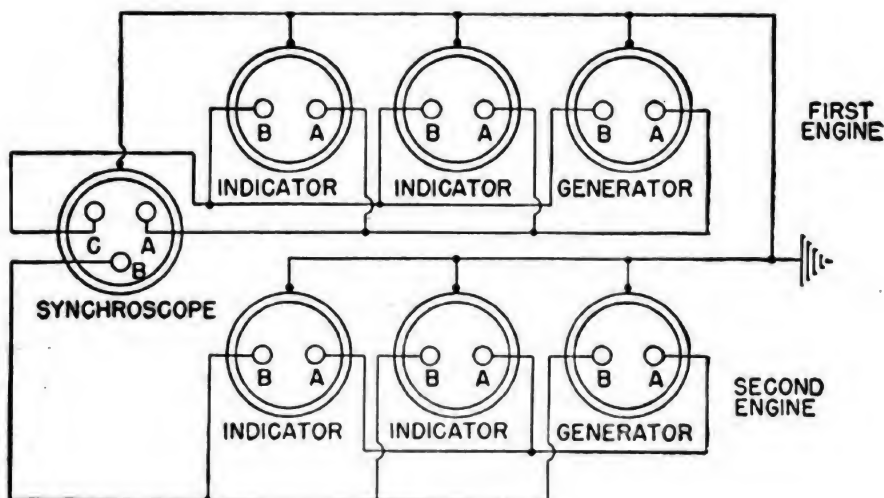 B A
B A
B A
FIRST
ENGINE
INDICATOR
INDICATOR
GENERATOR
C A
B
SYNCHROSCOPE
B A
B A
B A
SECOND
ENGINE
INDICATOR
INDICATOR
GENERATOR